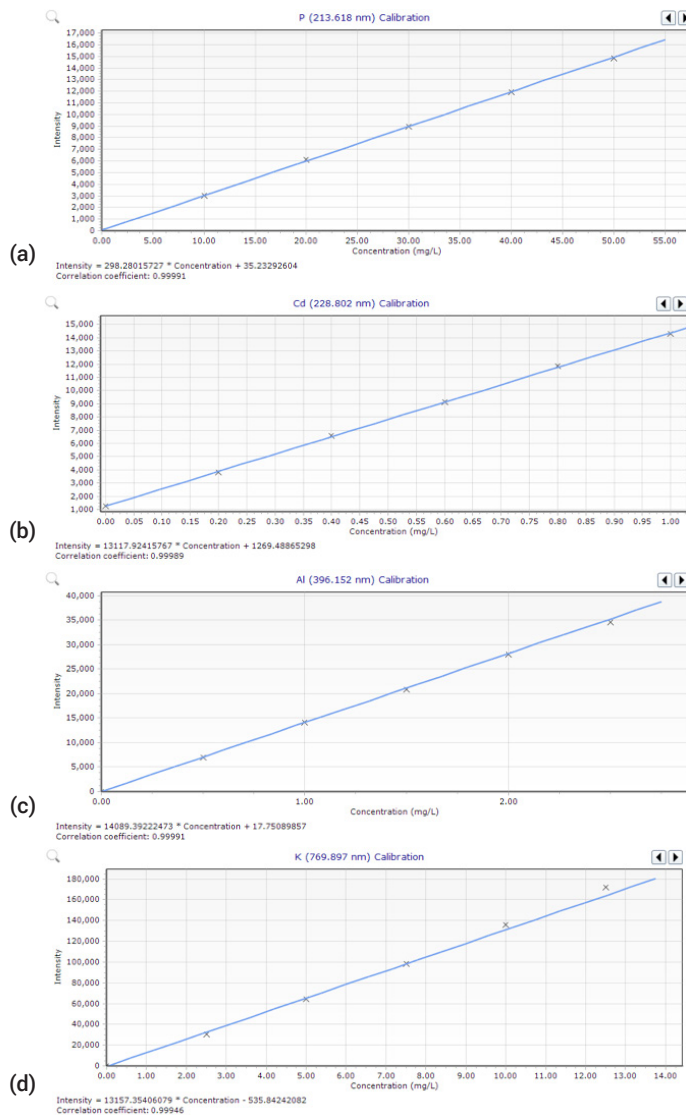 P (213.618 nm) Calibration
17,000
16,000
15,000
14,000
13,000
12,000
11,000
10,000
9,000
8,000
7,000
6,000
5,000
4,000
3,000
2,000
1,000
0
Intensity
0.00 5.00 10.00 15.00 20.00 25.00 30.00 35.00 40.00 45.00 50.00 55.00
Concentration (mg/L)
(a)
Intensity = 298.28015727 * Concentration + 35.23292604
Correlation coefficient: 0.99991
Cd (228.802 nm) Calibration
15,000
14,000
13,000
12,000
11,000
10,000
9,000
8,000
7,000
6,000
5,000
4,000
3,000
2,000
1,000
Intensity
0.00 0.05 0.10 0.15 0.20 0.25 0.30 0.35 0.40 0.45 0.50 0.55 0.60 0.65 0.70 0.75 0.80 0.85 0.90 0.95 1.00
Concentration (mg/L)
(b)
Intensity = 13117.92415767 * Concentration + 1269.48865298
Correlation coefficient: 0.99989
Al (396.152 nm) Calibration
40,000
35,000
30,000
25,000
20,000
15,000
10,000
5,000
0
Intensity
0.00 1.00 2.00
Concentration (mg/L)
(c)
Intensity = 14089.39222473 * Concentration + 17.75089857
Correlation coefficient: 0.99991
K (769.897 nm) Calibration
180,000
160,000
140,000
120,000
100,000
80,000
60,000
40,000
20,000
0
Intensity
0.00 1.00 2.00 3.00 4.00 5.00 6.00 7.00 8.00 9.00 10.00 11.00 12.00 13.00 14.00
Concentration (mg/L)
(d)
Intensity = 13157.35406079 * Concentration - 535.84242082
Correlation coefficient: 0.99946